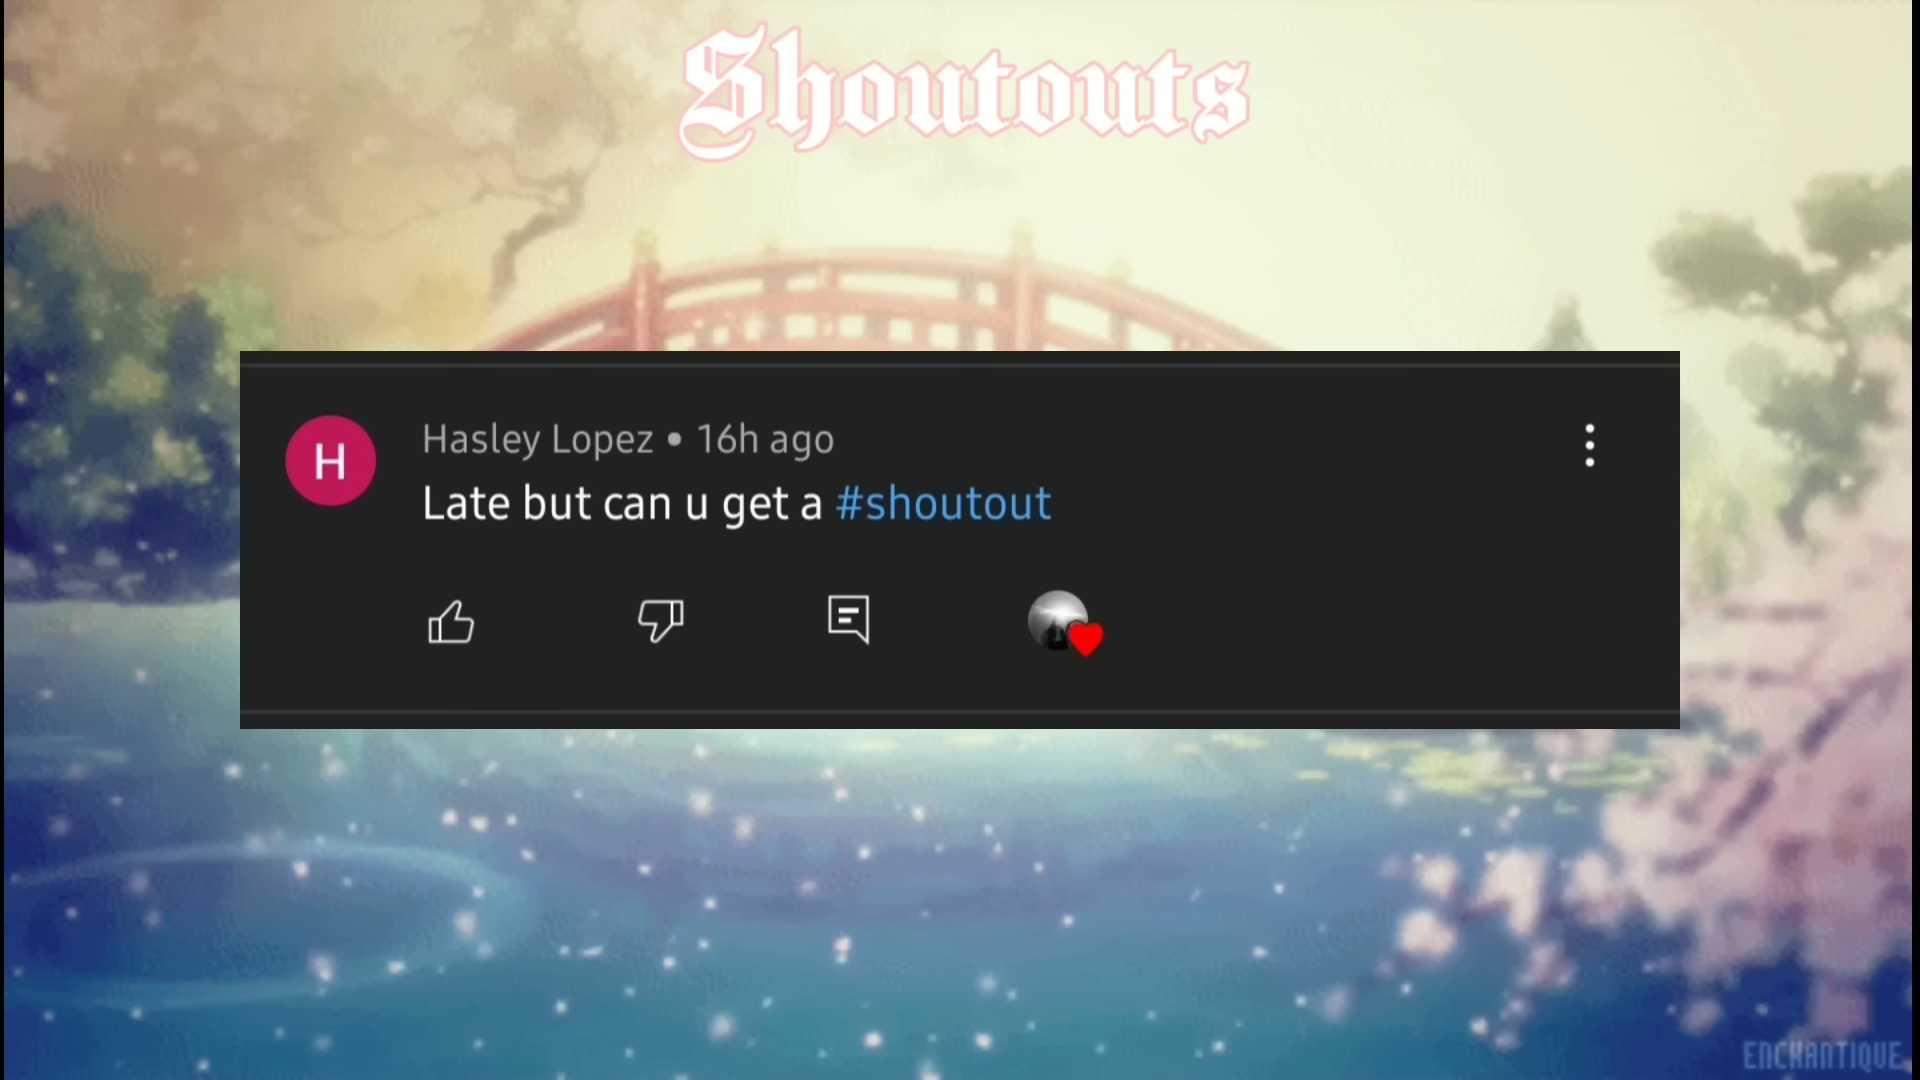 Shoutouts
H
Hasley Lopez • 16h ago
Late but can u get a #shoutout
ENCHANTIQUE